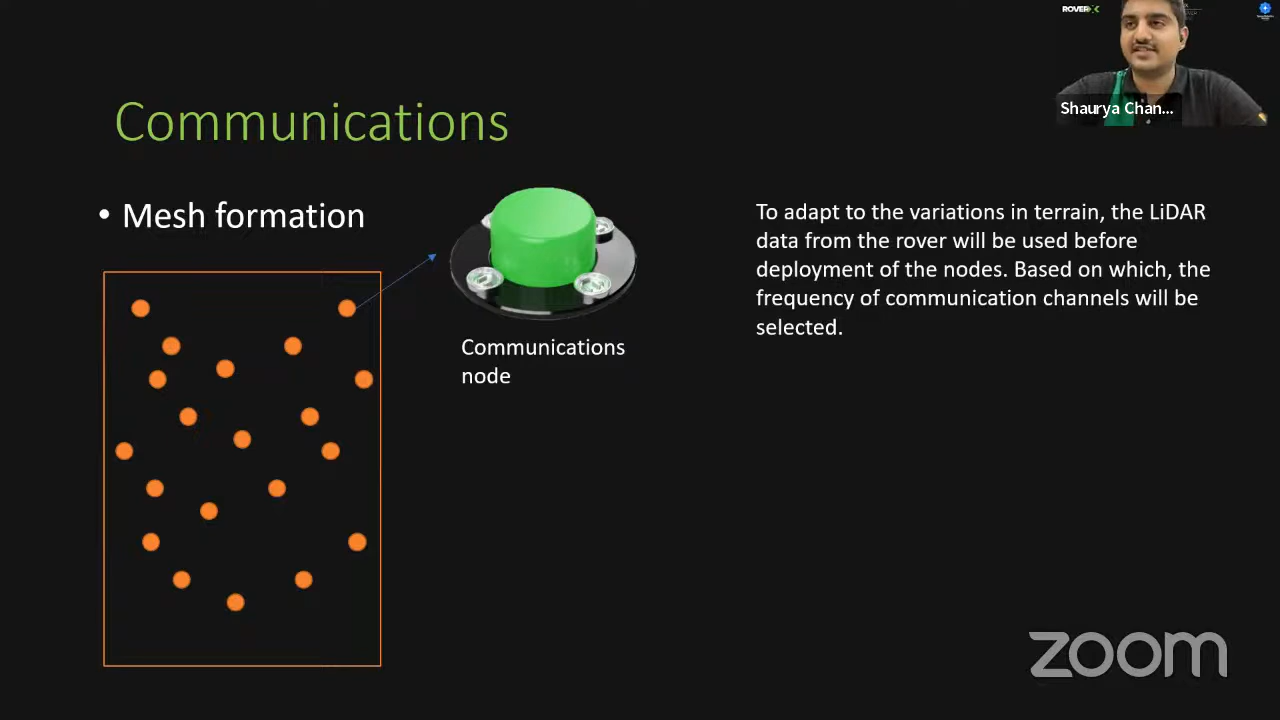 ROVER X
Shaurya Chan...
Communications
• Mesh formation
To adapt to the variations in terrain, the LiDAR
data from the rover will be used before
deployment of the nodes. Based on which, the
frequency of communication channels will be
selected.
Communications
node
zoom